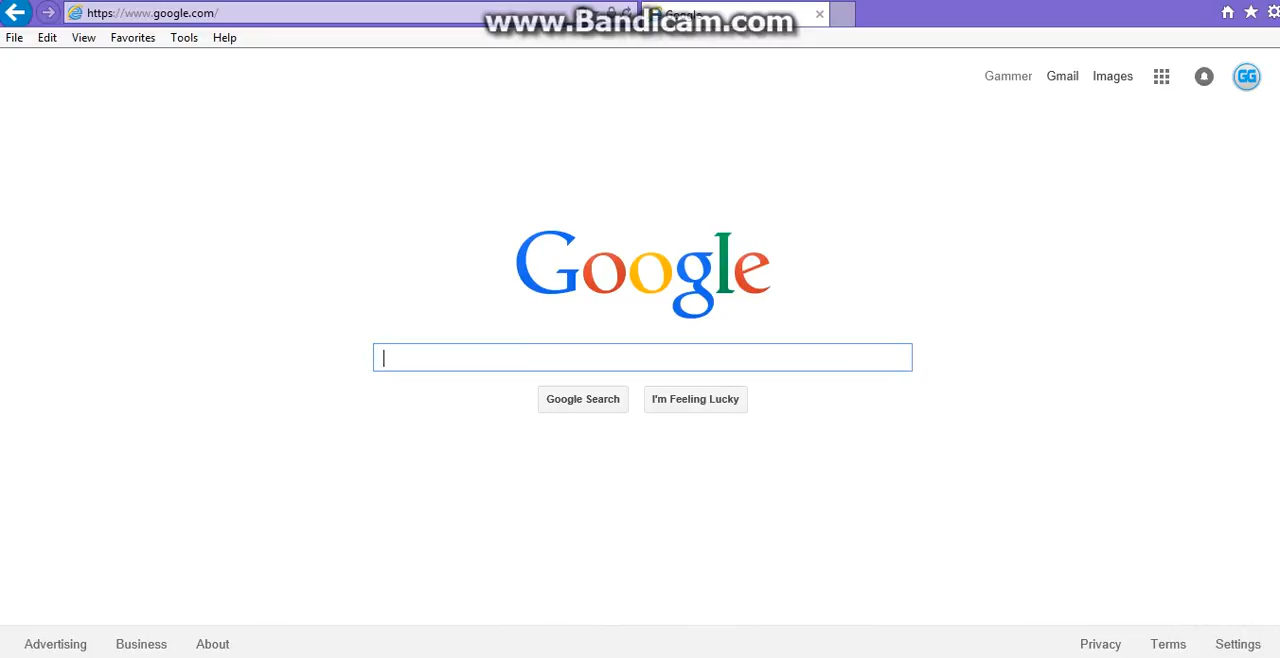 https://www.google.com/
www.Bandicam.com
File Edit View Favorites Tools Help
Gammer Gmail Images
GG
Google
Google Search I'm Feeling Lucky
Advertising Business About
Privacy Terms Settings